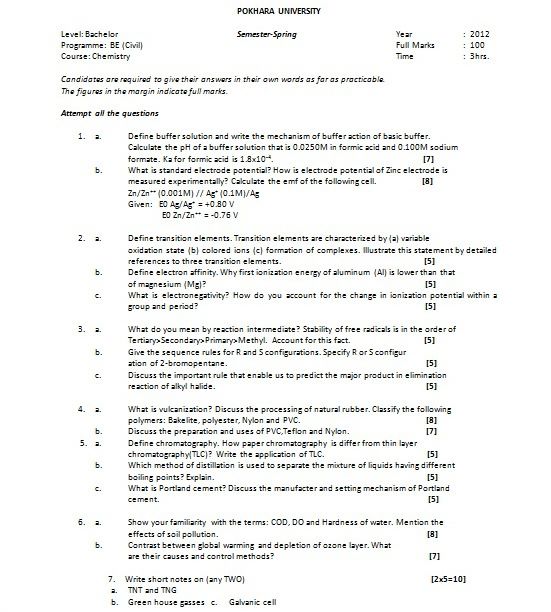 POKHARA UNIVERSITY
Level: Bachelor Semester-Spring Year : 2012
Programme: BE (Civil) Full Marks : 100
Course: Chemistry Time : 3hrs.
Candidates are required to give their answers in their own words as far as practicable.
The figures in the margin indicate full marks.
Attempt all the questions
1. a. Define buffer solution and write the mechanism of buffer action of basic buffer.
Calculate the pH of a buffer solution that is 0.0250M in formic acid and 0.100M sodium
formate. Ka for formic acid is 1.8x10⁻⁴. [7]
b. What is standard electrode potential? How is electrode potential of Zinc electrode is
measured experimentally? Calculate the emf of the following cell. [8]
Zn/Zn⁺⁺ (0.001M) // Ag⁺ (0.1M)/Ag
Given: E0 Ag/Ag⁺ = +0.80 V
E0 Zn/Zn⁺⁺ = -0.76 V
2. a. Define transition elements. Transition elements are characterized by (a) variable
oxidation state (b) colored ions (c) formation of complexes. Illustrate this statement by detailed
references to three transition elements. [5]
b. Define electron affinity. Why first ionization energy of aluminum (Al) is lower than that
of magnesium (Mg)? [5]
c. What is electronegativity? How do you account for the change in ionization potential within a
group and period? [5]
3. a. What do you mean by reaction intermediate? Stability of free radicals is in the order of
Tertiary>Secondary>Primary>Methyl. Account for this fact. [5]
b. Give the sequence rules for R and S configurations. Specify R or S configur
ation of 2-bromopentane. [5]
c. Discuss the important rule that enable us to predict the major product in elimination
reaction of alkyl halide. [5]
4. a. What is vulcanization? Discuss the processing of natural rubber. Classify the following
polymers: Bakelite, polyester, Nylon and PVC. [8]
b. Discuss the preparation and uses of PVC,Teflon and Nylon. [7]
5. a. Define chromatography. How paper chromatography is differ from thin layer
chromatography(TLC)? Write the application of TLC. [5]
b. Which method of distillation is used to separate the mixture of liquids having different
boiling points? Explain. [5]
c. What is Portland cement? Discuss the manufacter and setting mechanism of Portland
cement. [5]
6. a. Show your familiarity with the terms: COD, DO and Hardness of water. Mention the
effects of soil pollution. [8]
b. Contrast between global warming and depletion of ozone layer. What
are their causes and control methods? [7]
7. Write short notes on (any TWO) [2x5=10]
a. TNT and TNG
b. Green house gasses c. Galvanic cell